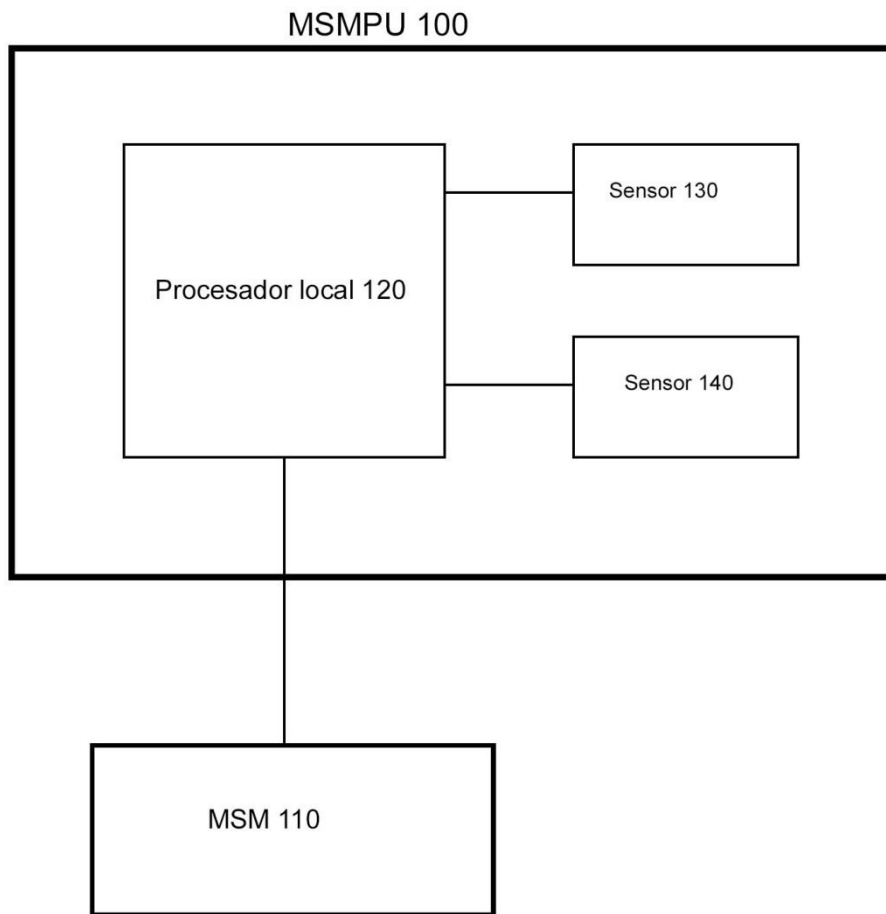 MSMPU 100
Sensor 130
Procesador local 120
Sensor 140
MSM 110